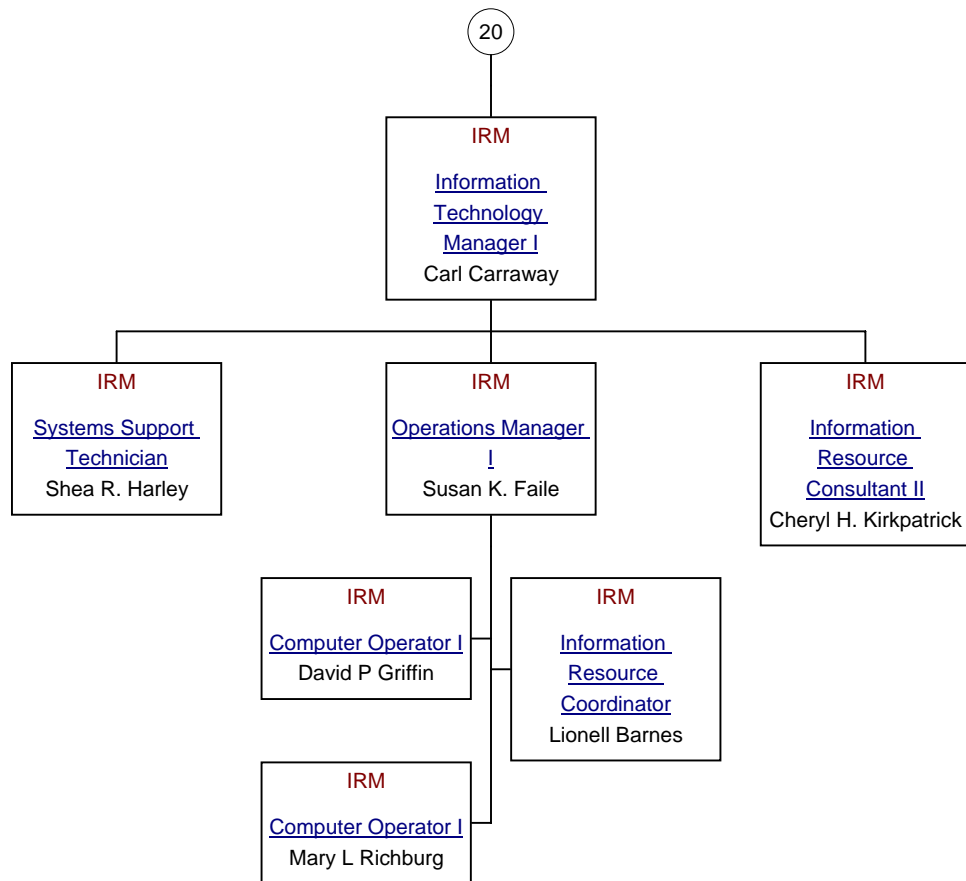 20
IRM
Information
Technology
Manager I
Carl Carraway
IRM
Systems Support
Technician
Shea R. Harley
IRM
Operations Manager
I
Susan K. Faile
IRM
Information
Resource
Consultant II
Cheryl H. Kirkpatrick
IRM
Computer Operator I
David P Griffin
IRM
Information
Resource
Coordinator
Lionell Barnes
IRM
Computer Operator I
Mary L Richburg